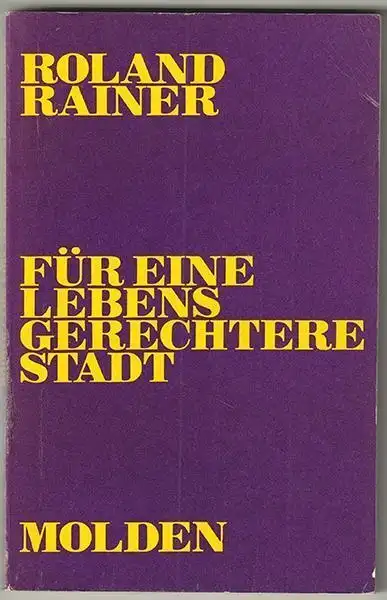 ROLAND
RAINER
FÜR EINE
LEBENS
GERECHTERE
STADT
MOLDEN